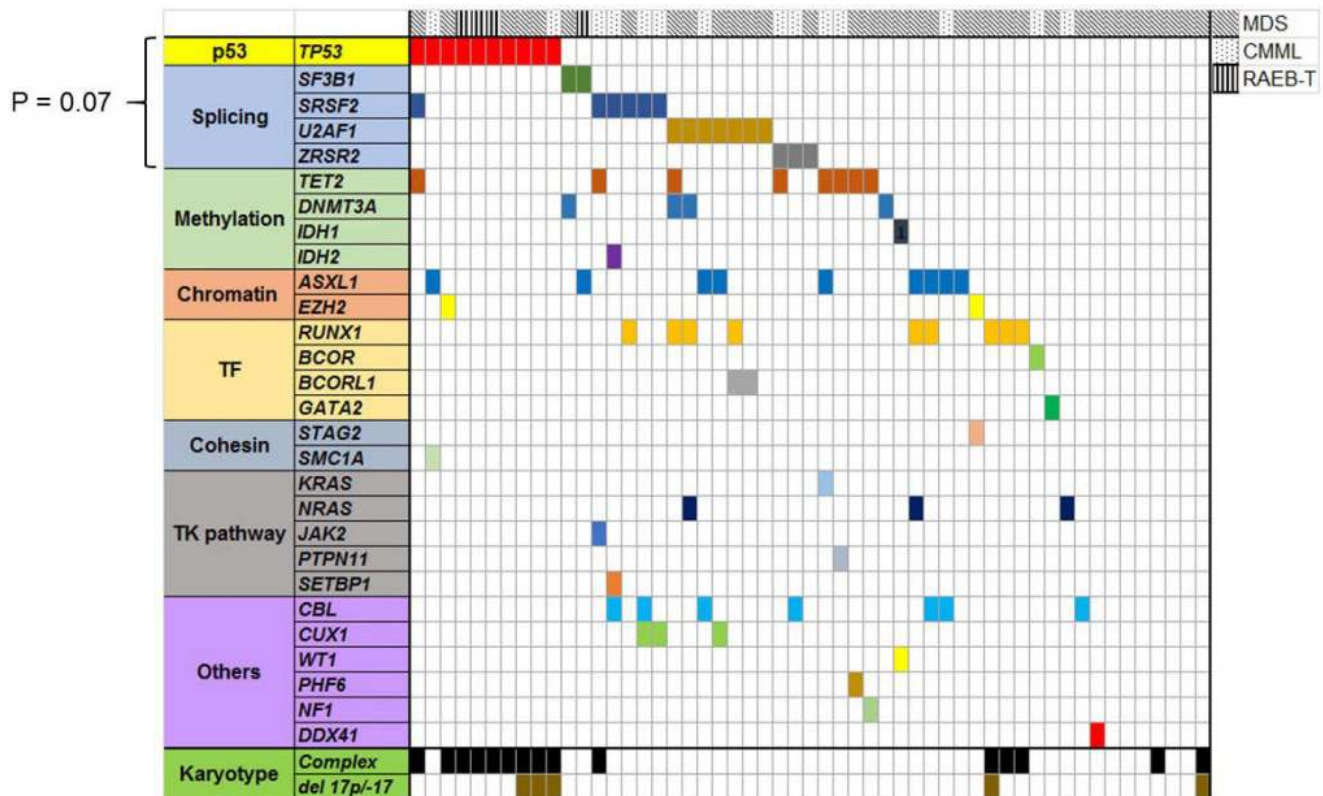 MDS
CMML
RAEB-T
P = 0.07
p53 TP53
Splicing SF3B1
SRSF2
U2AF1
ZRSR2
Methylation TET2
DNMT3A
IDH1 1
IDH2
Chromatin ASXL1
EZH2
TF RUNX1
BCOR
BCORL1
GATA2
Cohesin STAG2
SMC1A
TK pathway KRAS
NRAS
JAK2
PTPN11
SETBP1
Others CBL
CUX1
WT1
PHF6
NF1
DDX41
Karyotype Complex
del 17p/-17